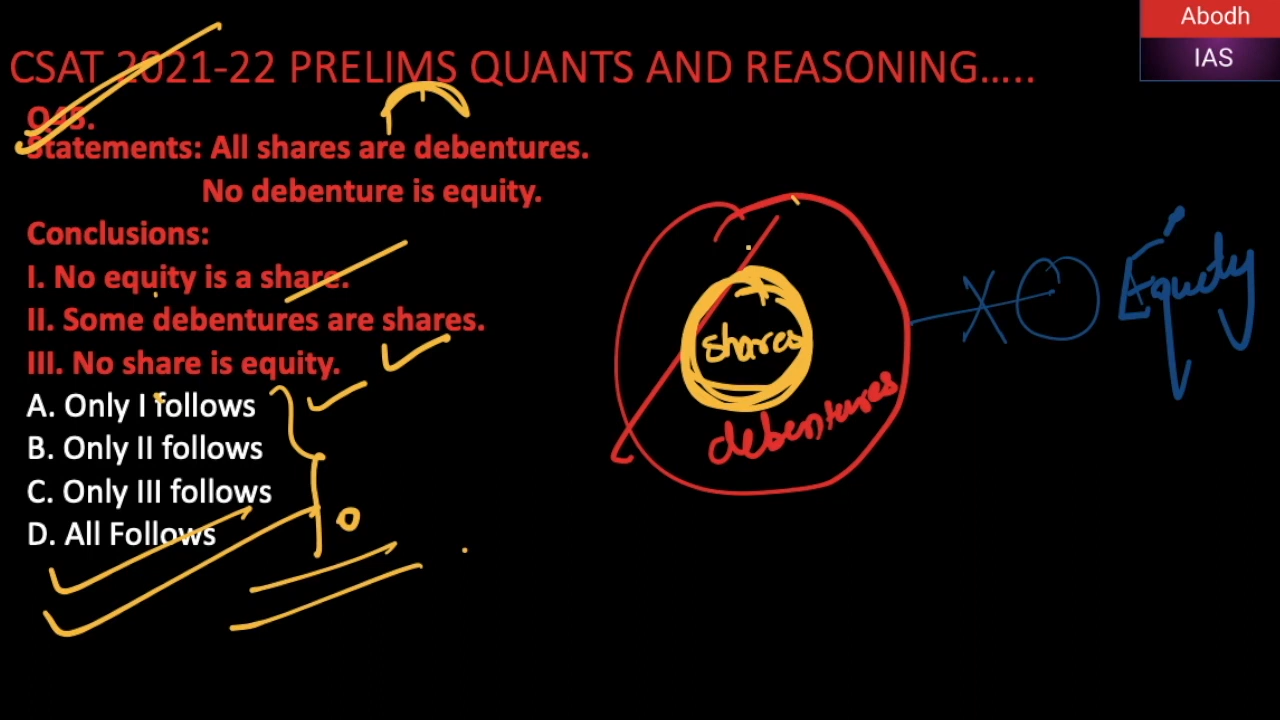 Abodh
IAS
CSAT 2021-22 PRELIMS QUANTS AND REASONING…..
Q45.
Statements: All shares are debentures.
No debenture is equity.
Conclusions:
I. No equity is a share.
II. Some debentures are shares.
III. No share is equity.
A. Only I follows
B. Only II follows
C. Only III follows
D. All Follows
shares
debentures
Equity